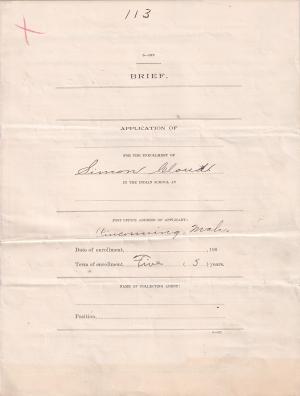 113
BRIEF.
APPLICATION OF
FOR THE ENROLLMENT OF
Simon Cloud
IN THE INDIAN SCHOOL AT
POST OFFICE ADDRESS OF APPLICANT:
Date of enrollment, 190
Term of enrollment, Five (5) years.
NAME OF COLLECTING AGENT:
Position